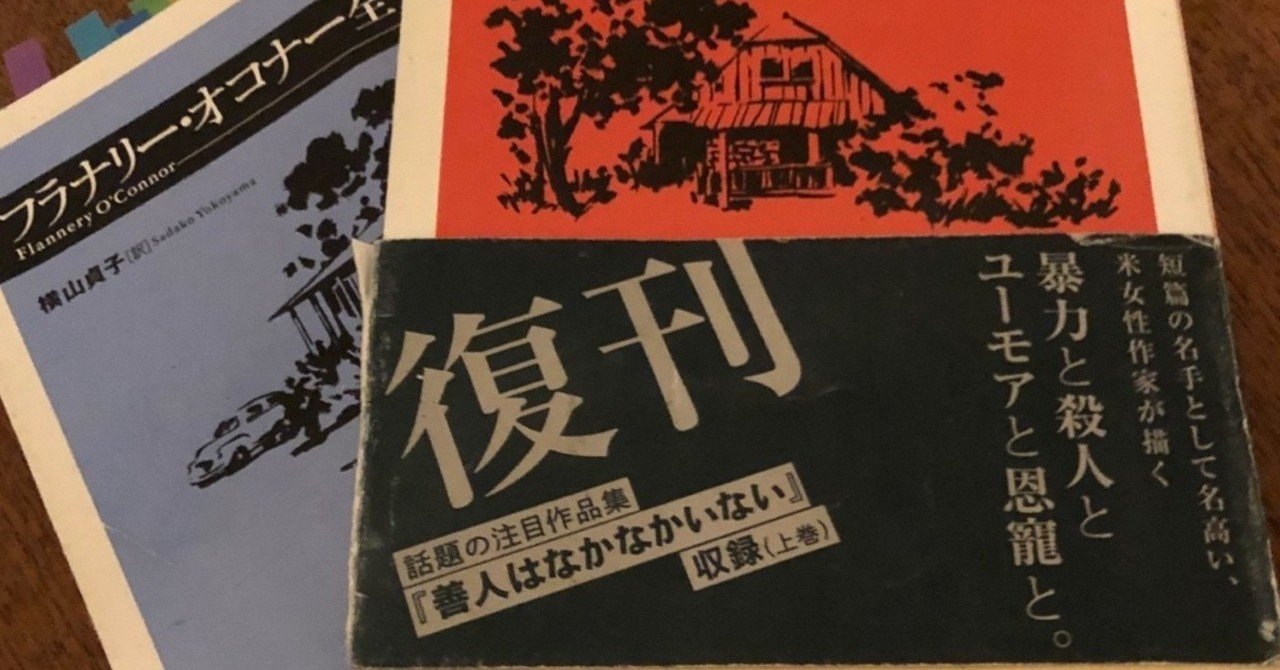 フラナリー・オコナー全
Flannery O'Connor
横山貞子[訳]Sadako Yokoyama
復刊
話題の注目作品集
『善人はなかなかいない』
収録(上巻)
短篇の名手として名高い、
米女性作家が描く
暴力と殺人と
ユーモアと恩寵と。